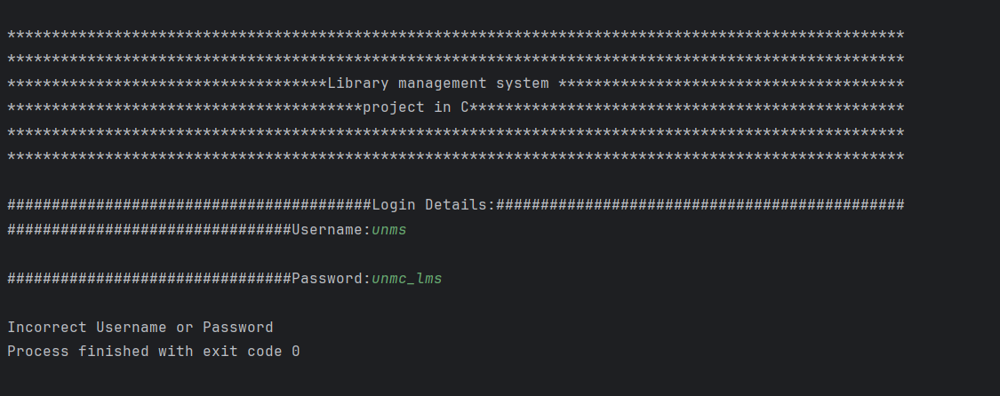 *****************************************************************************************************
*****************************************************************************************************
************************************Library management system ***************************************
****************************************project in C*************************************************
*****************************************************************************************************
*****************************************************************************************************
#########################################Login Details:##############################################
################################Username:unms
################################Password:unmc_lms
Incorrect Username or Password
Process finished with exit code 0